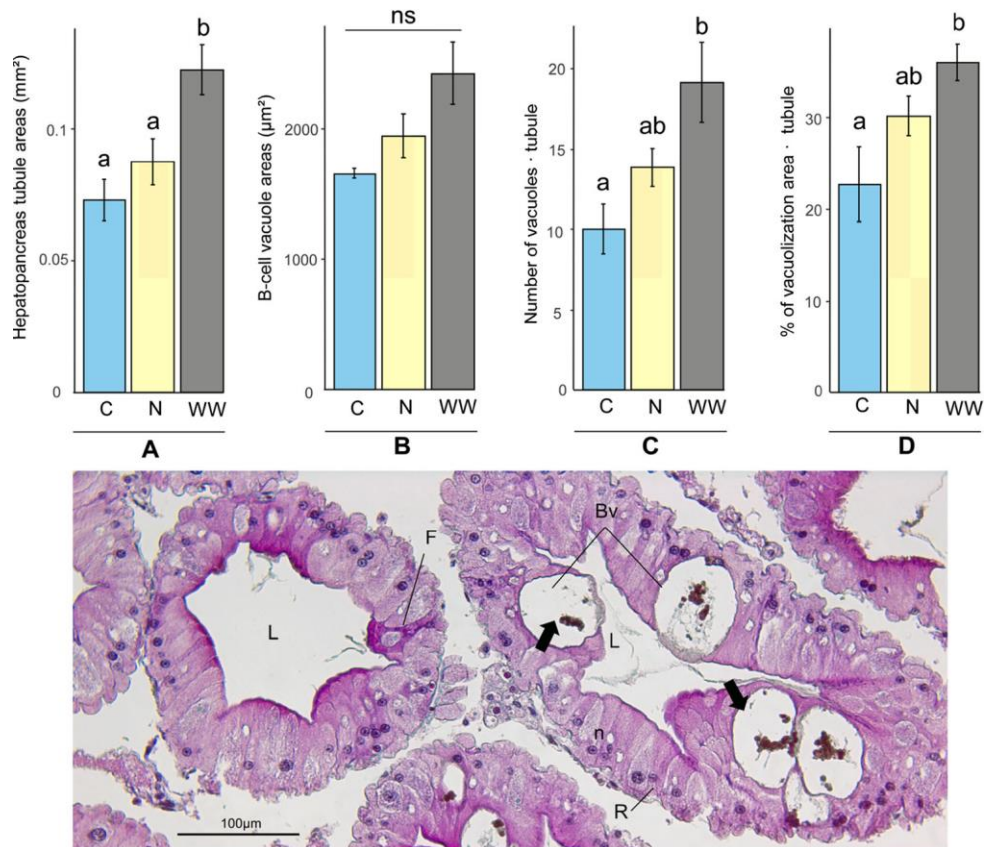 Hepatopancreas tubule areas (mm²)
0.1
0.05
0
a
a
b
C N WW
A
B-cell vacuole areas (µm²)
2000
1000
0
ns
C N WW
B
Number of vacuoles · tubule
20
15
10
5
0
a
ab
b
C N WW
C
% of vacuolization area · tubule
30
20
10
0
a
ab
b
C N WW
D
F
L
Bv
L
n
R
100µm